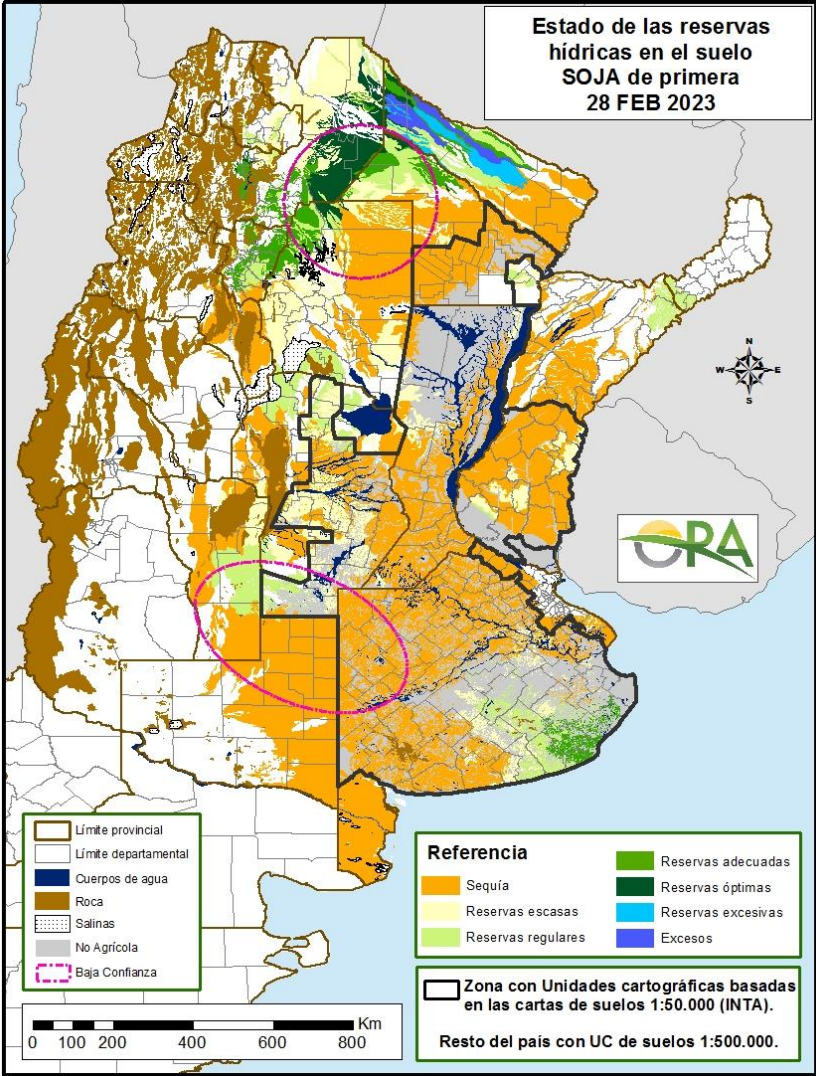 Estado de las reservas
hídricas en el suelo
SOJA de primera
28 FEB 2023
N
W E
S
ORA
Límite provincial
Límite departamental
Cuerpos de agua
Roca
Salinas
No Agrícola
Baja Confianza
Referencia
Sequía
Reservas escasas
Reservas regulares
Reservas adecuadas
Reservas óptimas
Reservas excesivas
Excesos
Zona con Unidades cartográficas basadas
en las cartas de suelos 1:50.000 (INTA).
Resto del país con UC de suelos 1:500.000.
Km
0 100 200 400 600 800